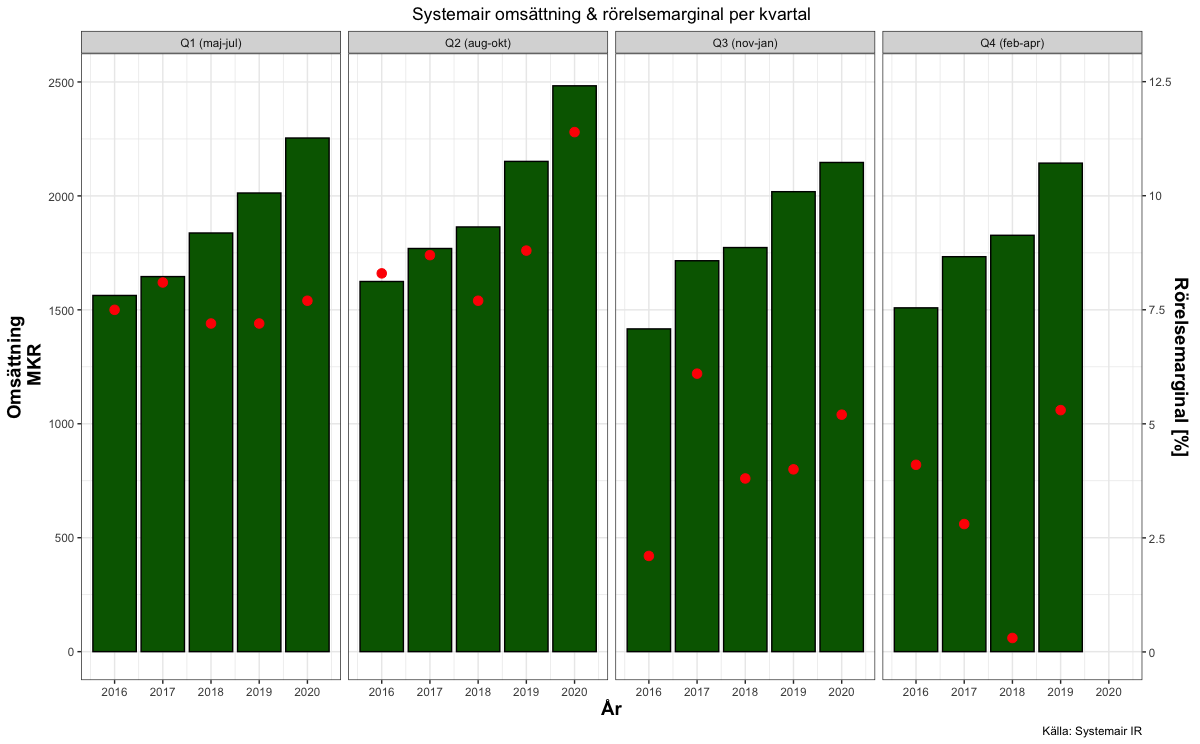 Systemair omsättning & rörelsemarginal per kvartal
Q1 (maj-jul)
Q2 (aug-okt)
Q3 (nov-jan)
Q4 (feb-apr)
2500
2000
1500
1000
500
0
Omsättning
MKR
12.5
10
7.5
5
2.5
0
Rörelsemarginal [%]
2016 2017 2018 2019 2020
2016 2017 2018 2019 2020
2016 2017 2018 2019 2020
2016 2017 2018 2019 2020
År
Källa: Systemair IR